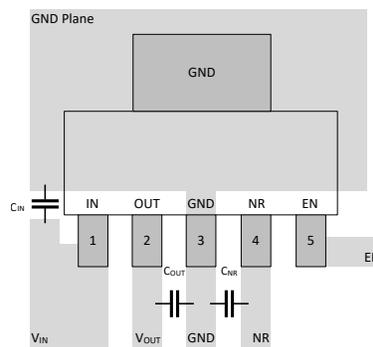 GND Plane
GND
CIN
IN OUT GND NR EN
1 2 3 4 5
COUT CNR
VIN VOUT GND NR